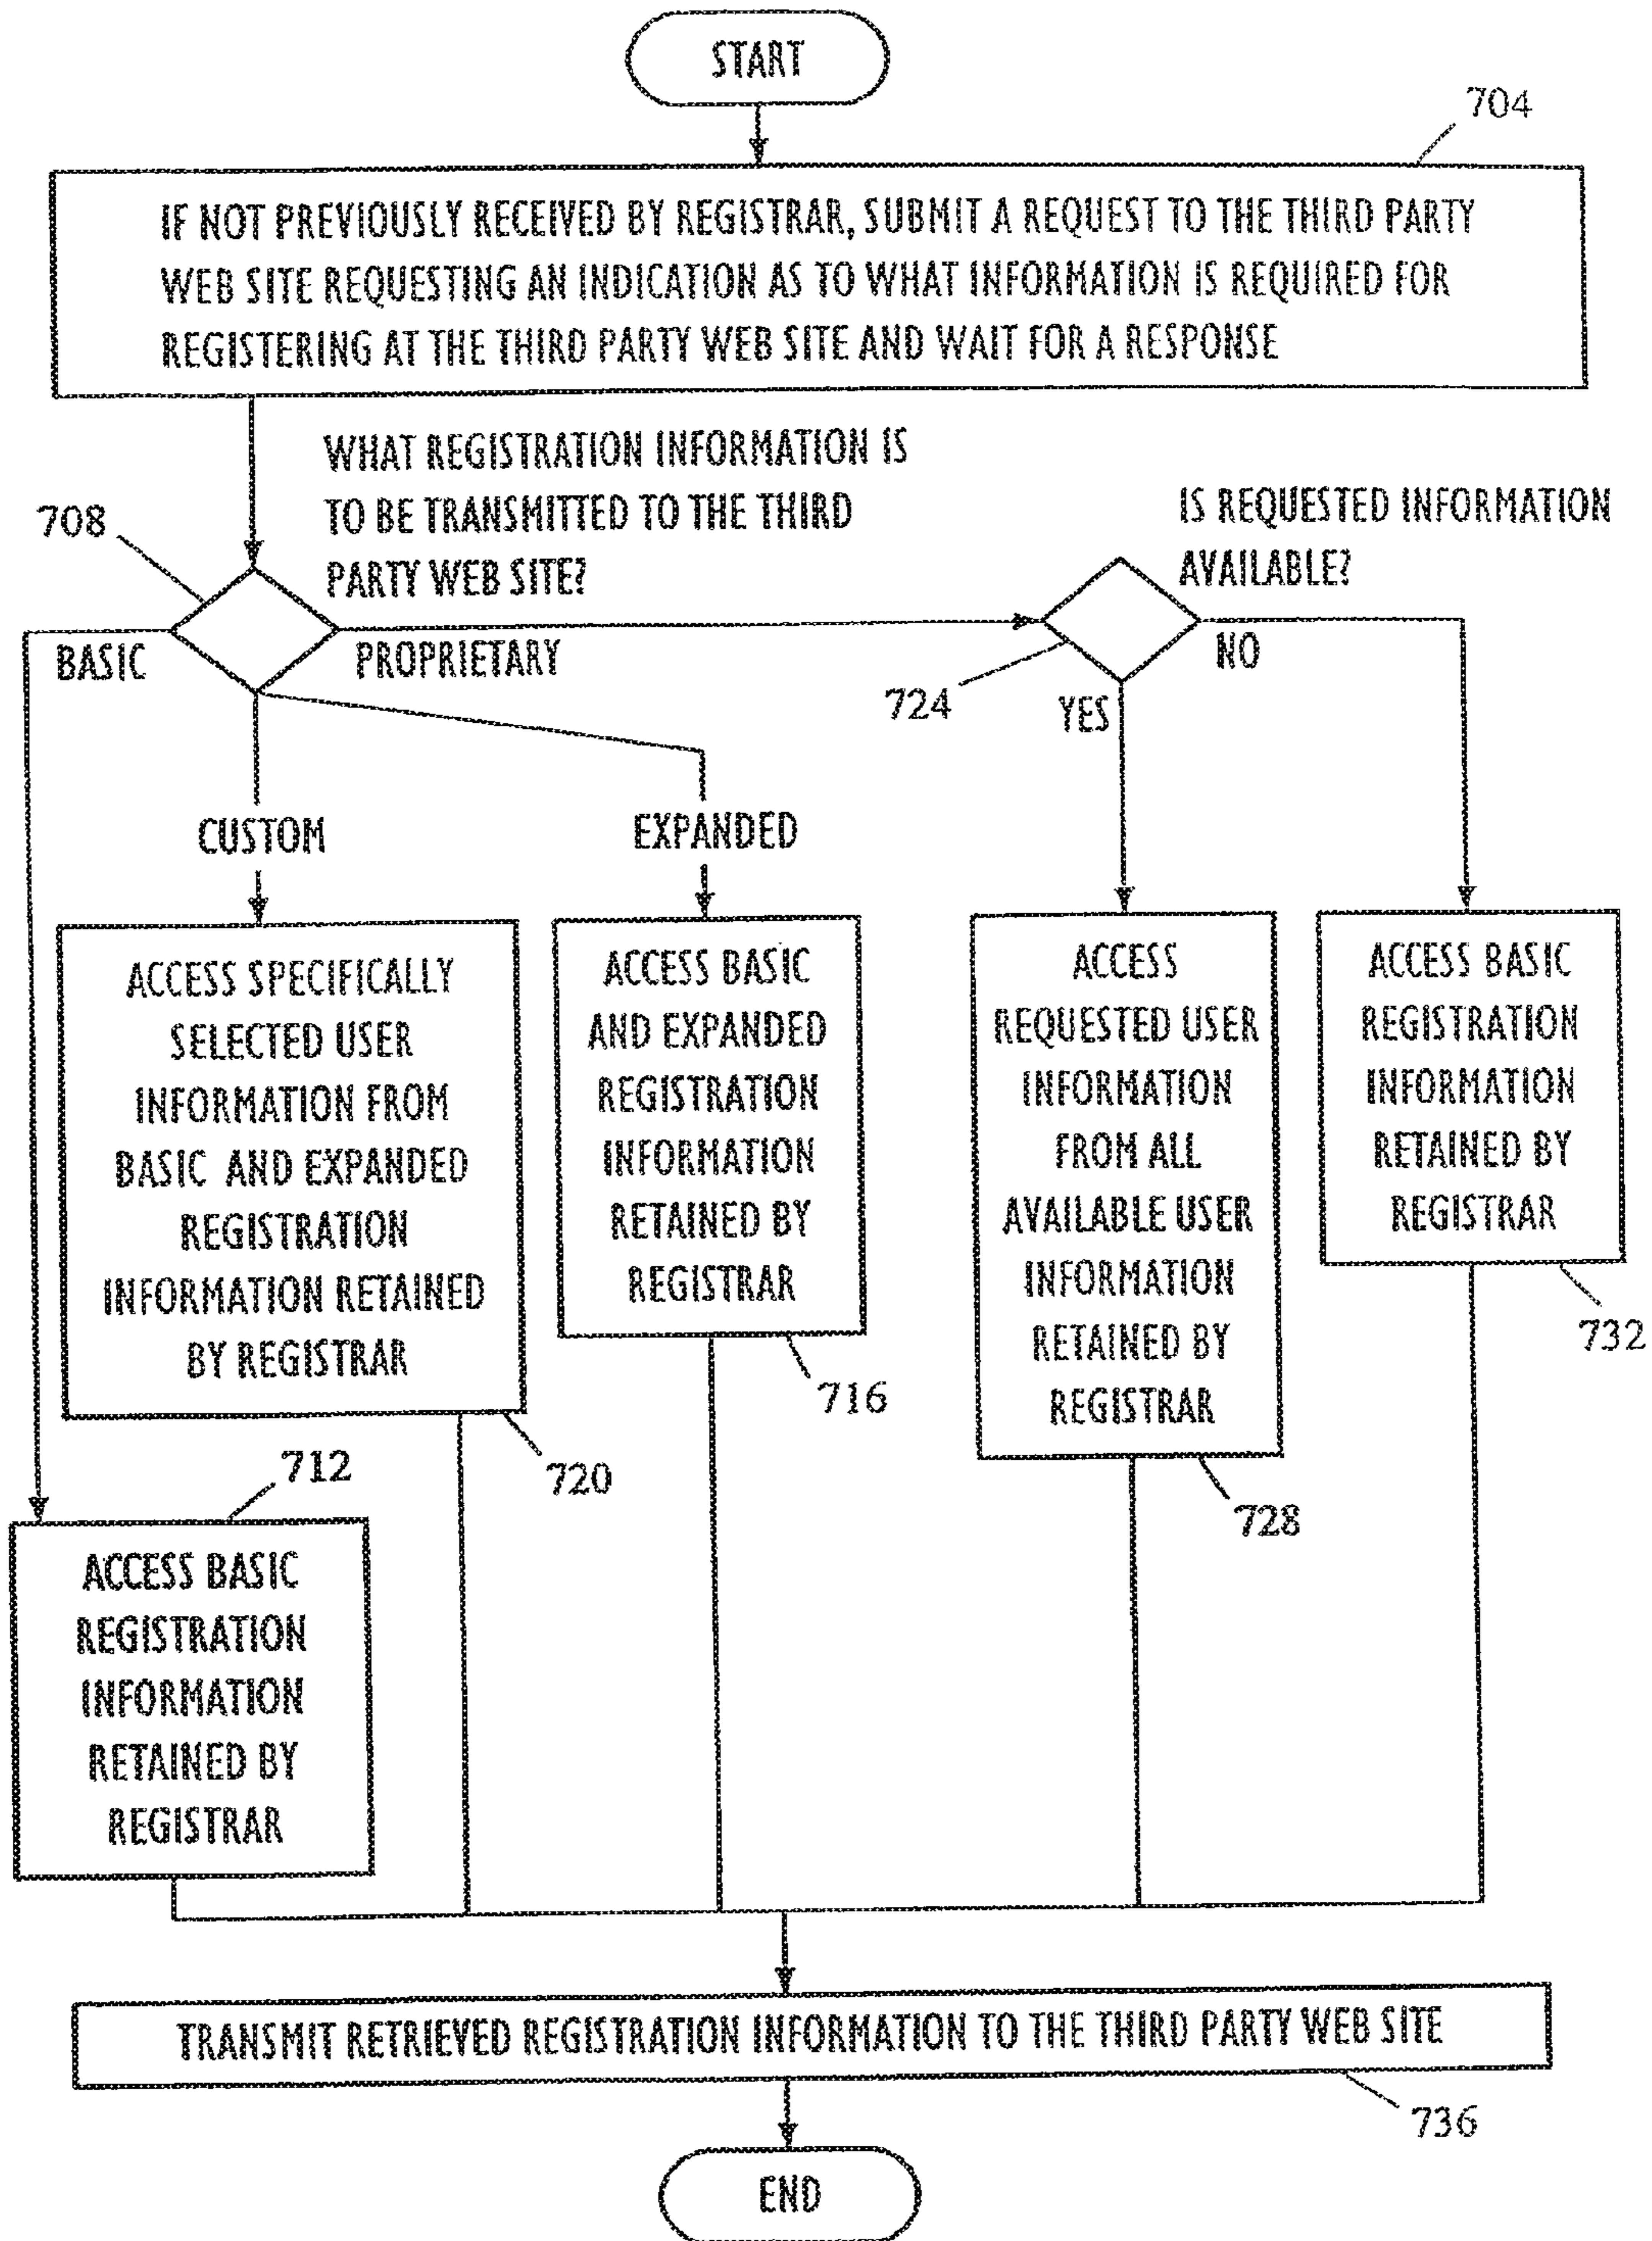 START
704
IF NOT PREVIOUSLY RECEIVED BY REGISTRAR, SUBMIT A REQUEST TO THE THIRD PARTY
WEB SITE REQUESTING AN INDICATION AS TO WHAT INFORMATION IS REQUIRED FOR
REGISTERING AT THE THIRD PARTY WEB SITE AND WAIT FOR A RESPONSE
WHAT REGISTRATION INFORMATION IS
TO BE TRANSMITTED TO THE THIRD
PARTY WEB SITE?
708
IS REQUESTED INFORMATION
AVAILABLE?
BASIC
PROPRIETARY
724
NO
YES
CUSTOM
EXPANDED
ACCESS SPECIFICALLY
SELECTED USER
INFORMATION FROM
BASIC AND EXPANDED
REGISTRATION
INFORMATION RETAINED
BY REGISTRAR
720
ACCESS BASIC
AND EXPANDED
REGISTRATION
INFORMATION
RETAINED BY
REGISTRAR
716
ACCESS
REQUESTED USER
INFORMATION
FROM ALL
AVAILABLE USER
INFORMATION
RETAINED BY
REGISTRAR
728
ACCESS BASIC
REGISTRATION
INFORMATION
RETAINED BY
REGISTRAR
732
712
ACCESS BASIC
REGISTRATION
INFORMATION
RETAINED BY
REGISTRAR
TRANSMIT RETRIEVED REGISTRATION INFORMATION TO THE THIRD PARTY WEB SITE
736
END